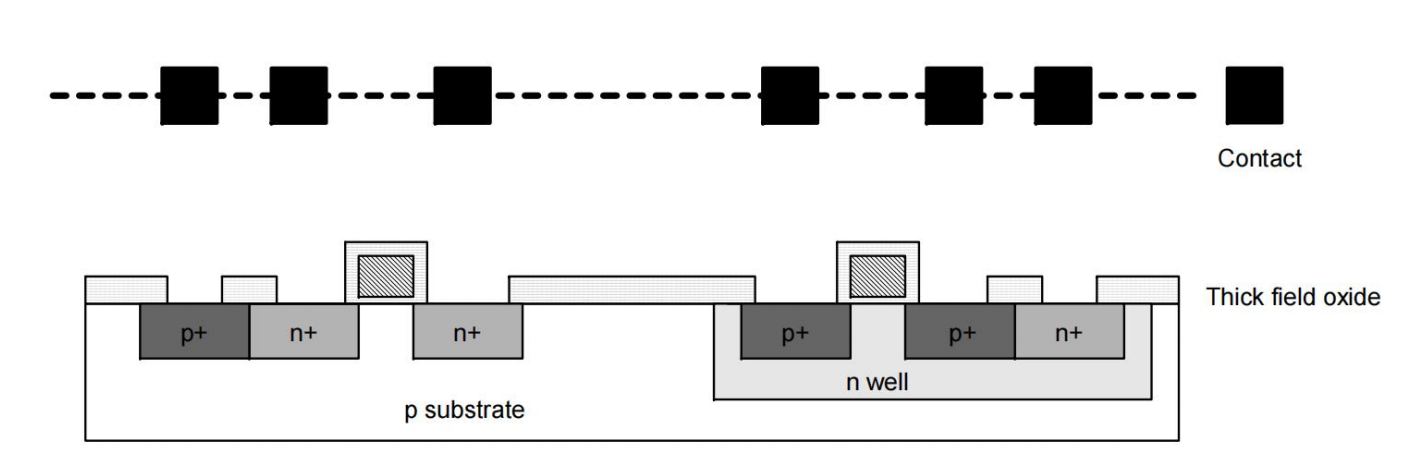 Contact
Thick field oxide
p+
n+
n+
p+
p+
n+
n well
p substrate